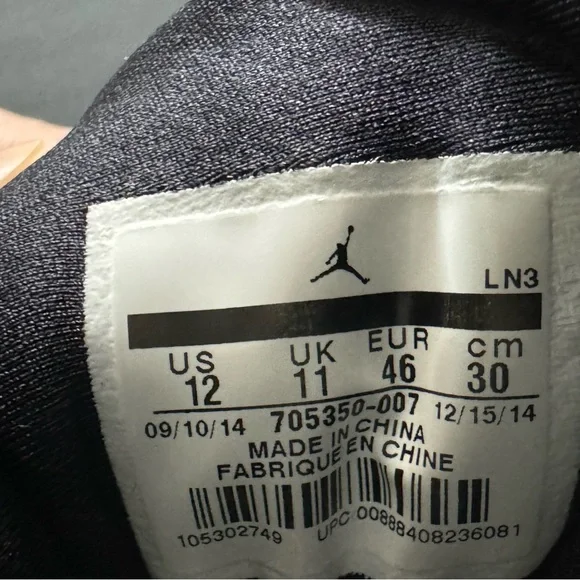 LN3
US UK EUR cm
12 11 46 30
09/10/14 705350-007 12/15/14
MADE IN CHINA
FABRIQUE EN CHINE
105302749 UPC 00888408236081